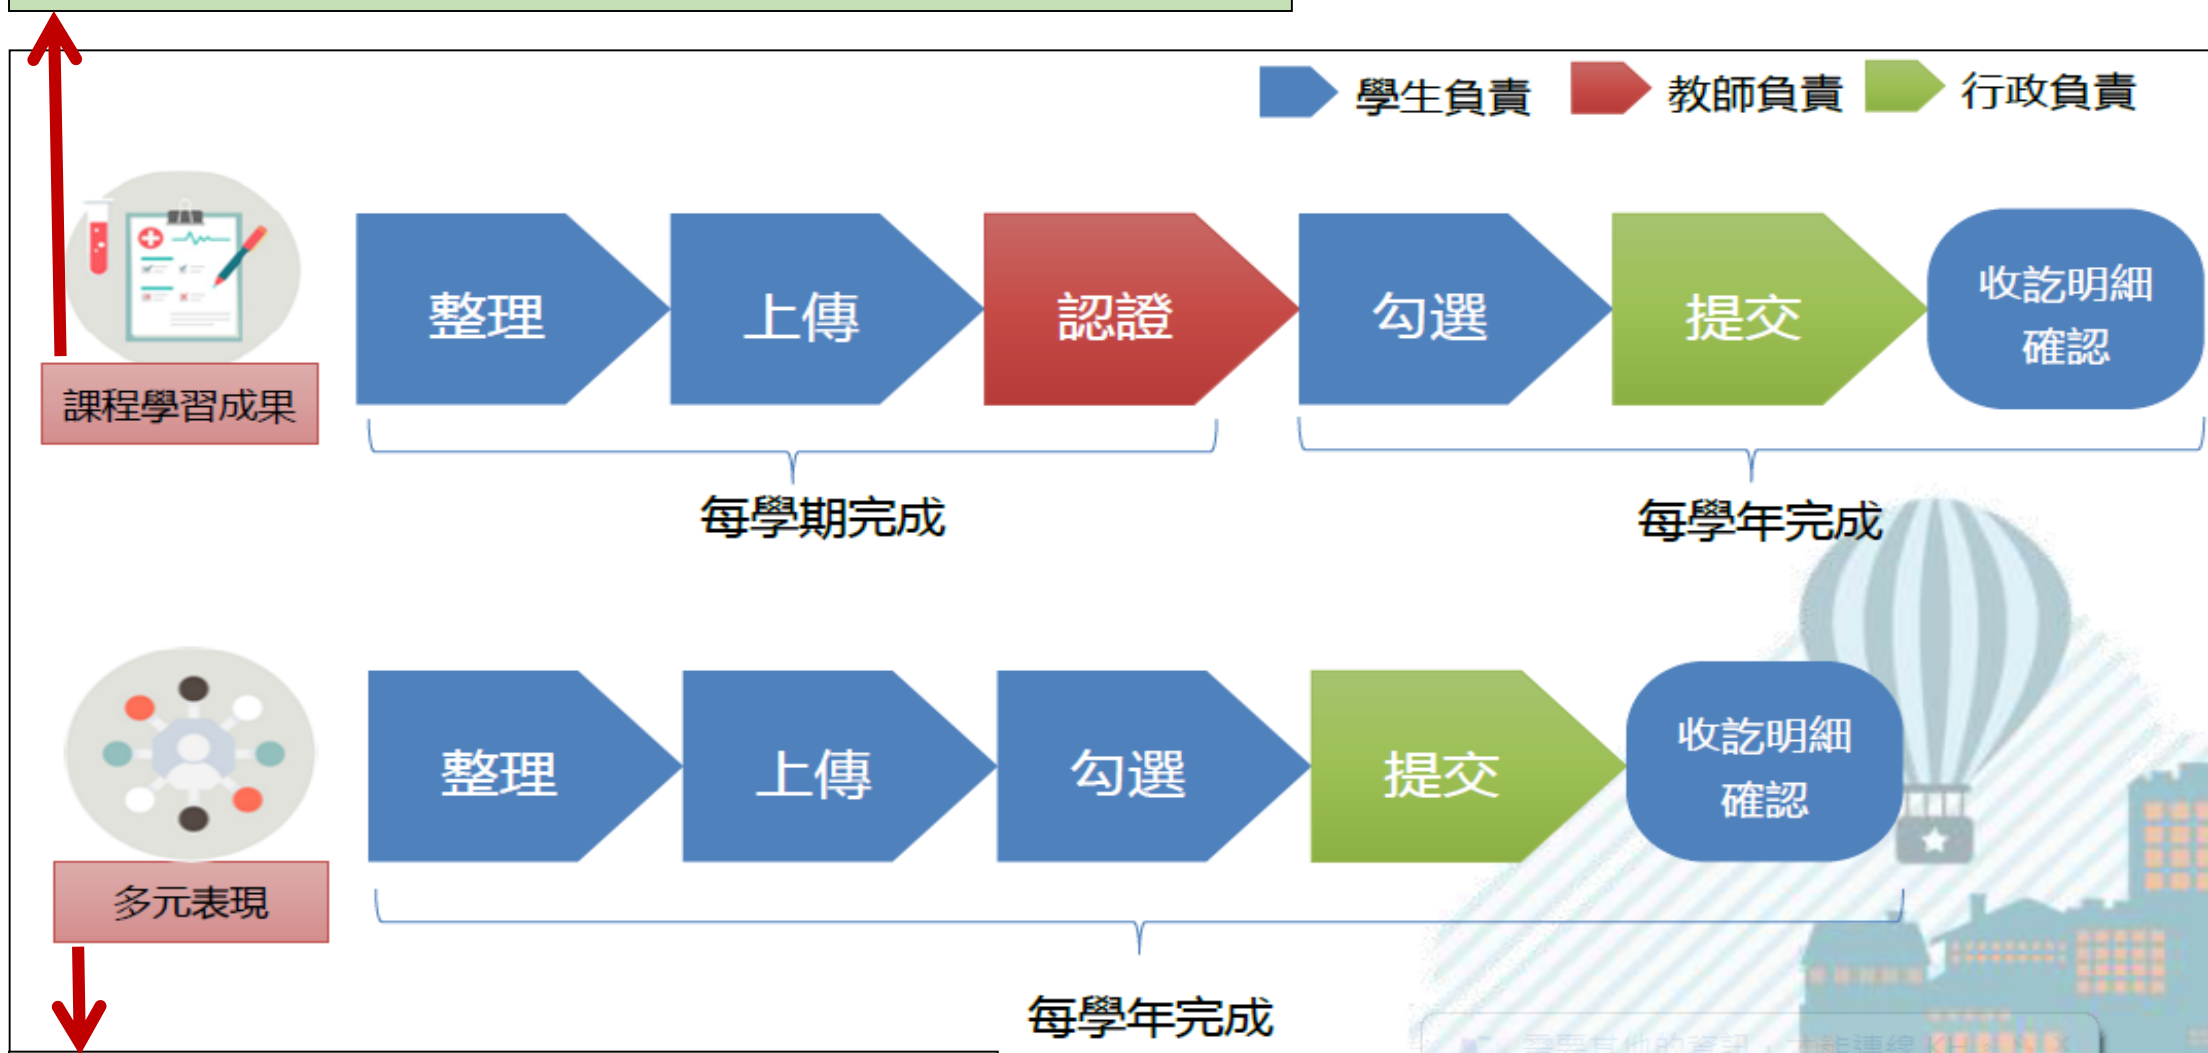 學生負責
教師負責
行政負責
整理
上傳
認證
勾選
提交
收訖明細
確認
課程學習成果
每學期完成
每學年完成
整理
上傳
勾選
提交
收訖明細
確認
多元表現
每學年完成